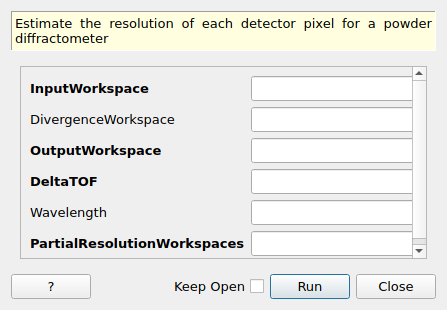 Estimate the resolution of each detector pixel for a powder
diffractometer
InputWorkspace
DivergenceWorkspace
OutputWorkspace
DeltaTOF
Wavelength
PartialResolutionWorkspaces
? Keep Open Run Close